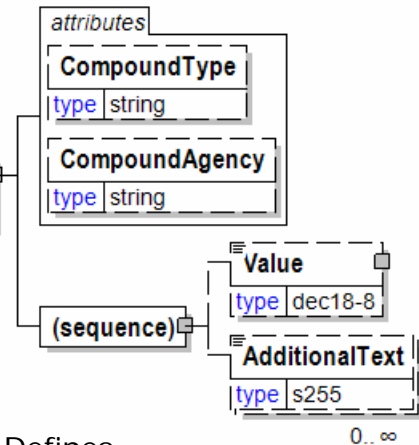 attributes
CompoundType
type string
CompoundAgency
type string
Value
type dec18-8
(sequence)
AdditionalText
type s255
0.. ∞
Defines